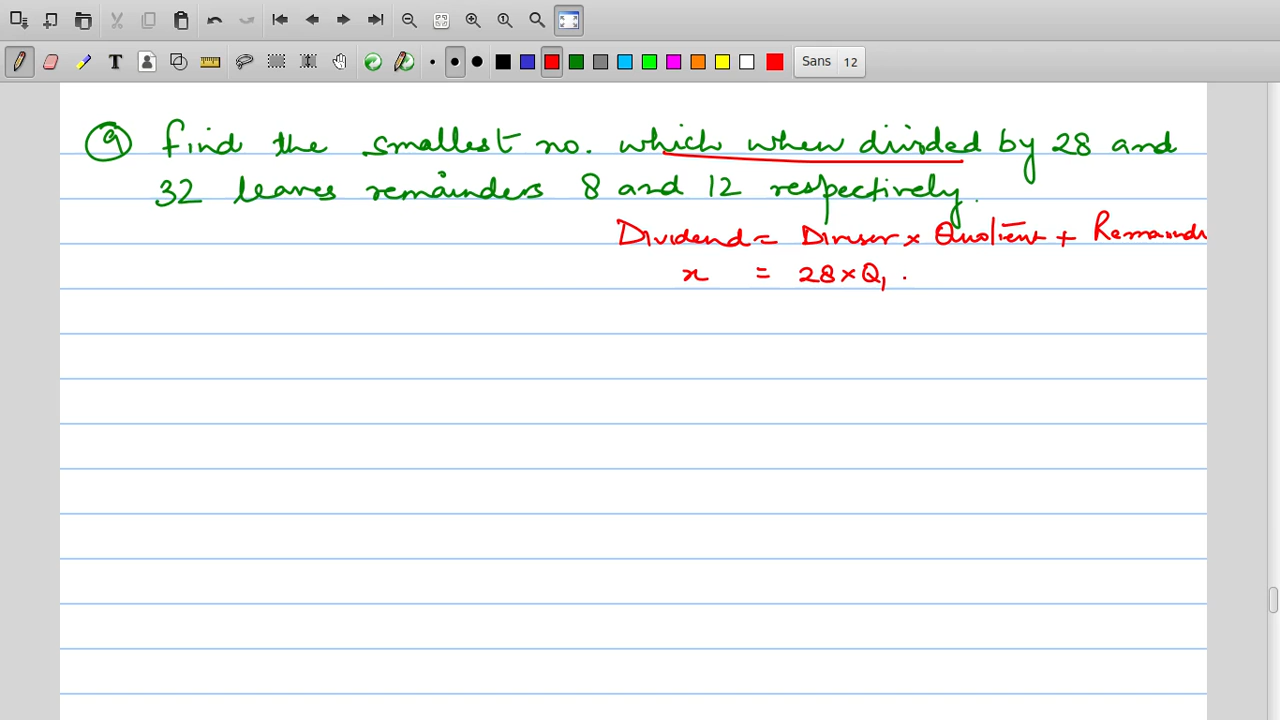 Sans 12
9 find the smallest no. which when divided by 28 and
32 leaves remainders 8 and 12 respectively.
Dividend = Divisor × Quotient + Remainder
x = 28 × Q₁